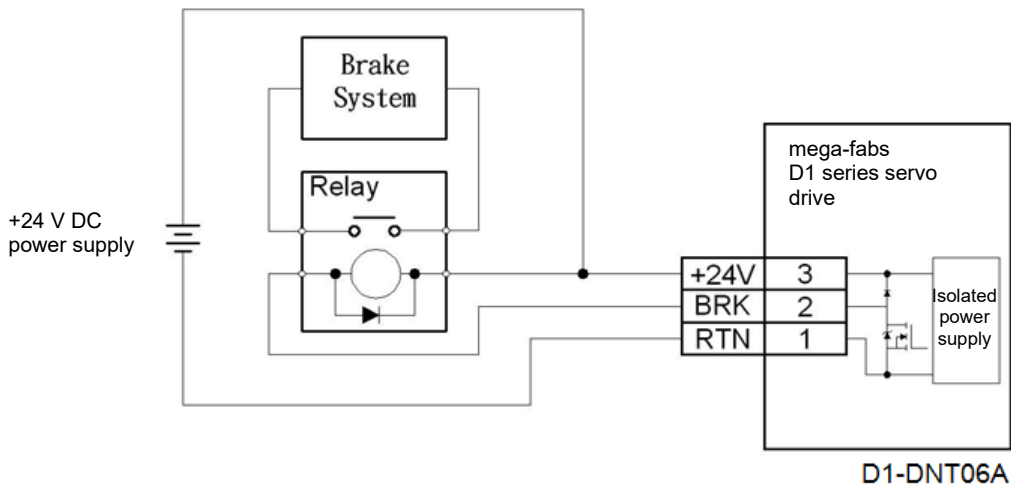 Brake
System
Relay
+24 V DC
power supply
mega-fabs
D1 series servo
drive
+24V 3
BRK 2
RTN 1
Isolated
power
supply
D1-DNT06A